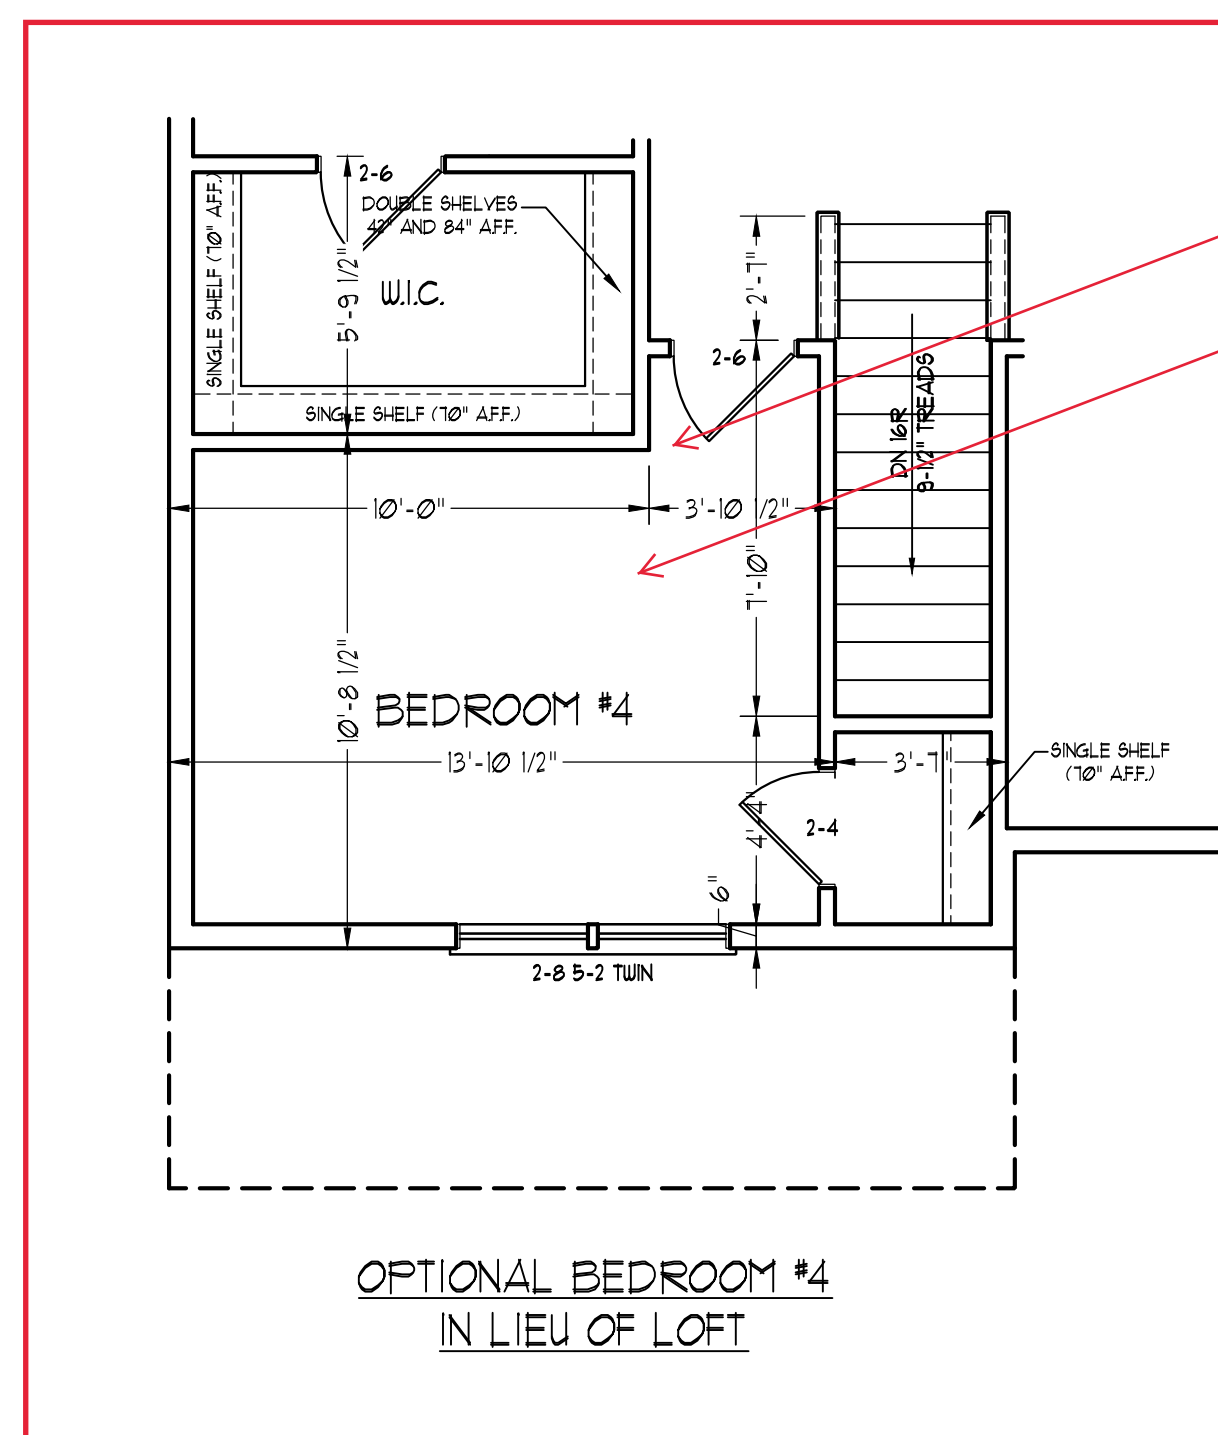 2-6
DOUBLE SHELVES
42" AND 84" A.F.F.
SINGLE SHELF (70" A.F.F.)
5'-9 1/2"
W.I.C.
SINGLE SHELF (70" A.F.F.)
2'-7"
2-6
DN 16R
9-1/2" TREADS
10'-0"
3'-10 1/2"
7'-10"
10'-8 1/2"
BEDROOM #4
13'-10 1/2"
3'-7"
SINGLE SHELF
(70" A.F.F.)
4'-4"
2-4
6"
2-8 5-2 TWIN
OPTIONAL BEDROOM #4
IN LIEU OF LOFT